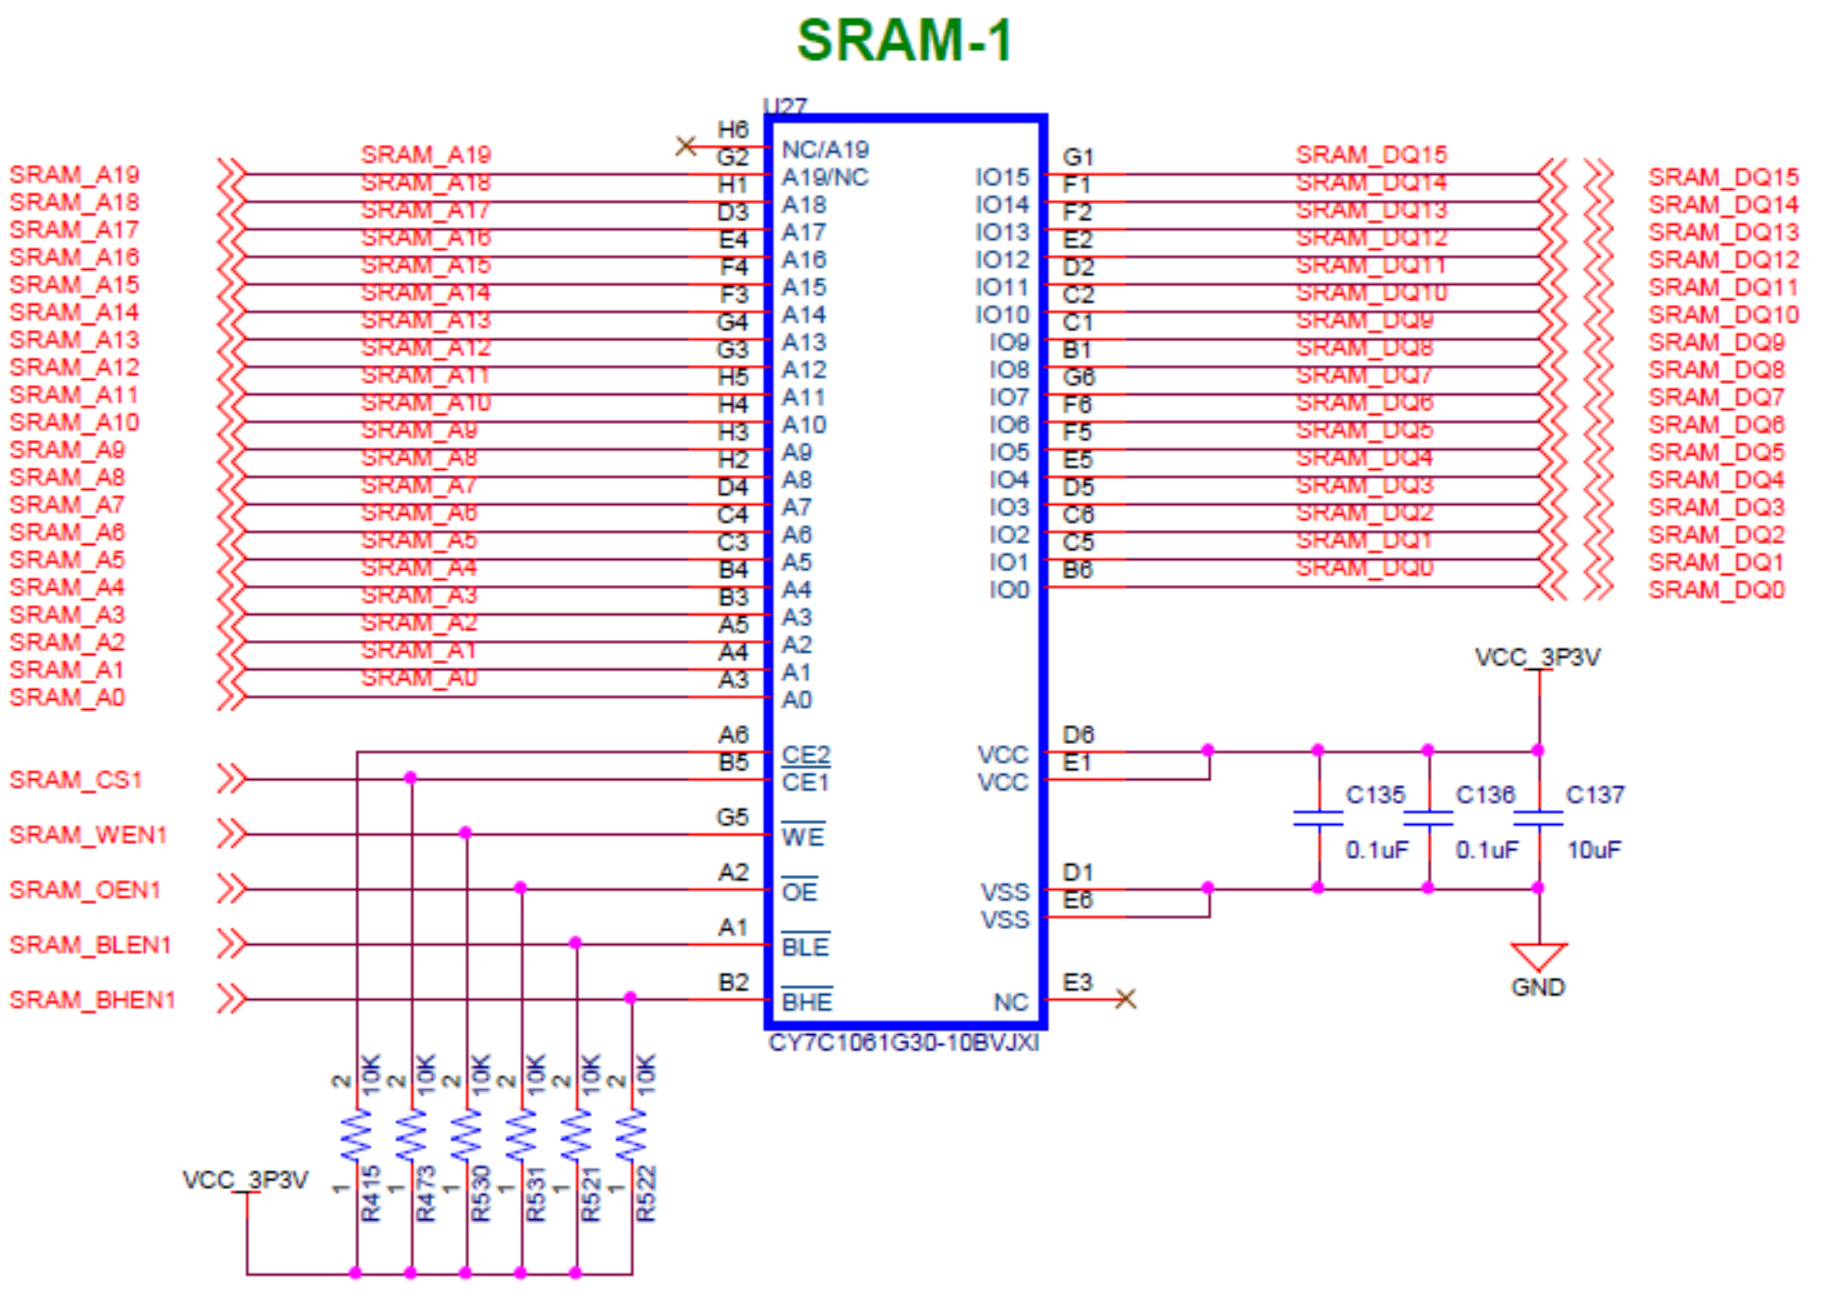 SRAM-1
U27
H6 NC/A19
SRAM_A19 SRAM_A19 G2 A19/NC
SRAM_A18 SRAM_A18 H1 A18
SRAM_A17 SRAM_A17 D3 A17
SRAM_A16 SRAM_A16 E4 A16
SRAM_A15 SRAM_A15 F4 A15
SRAM_A14 SRAM_A14 F3 A14
SRAM_A13 SRAM_A13 G4 A13
SRAM_A12 SRAM_A12 G3 A12
SRAM_A11 SRAM_A11 H5 A11
SRAM_A10 SRAM_A10 H4 A10
SRAM_A9 SRAM_A9 H3 A9
SRAM_A8 SRAM_A8 H2 A8
SRAM_A7 SRAM_A7 D4 A7
SRAM_A6 SRAM_A6 C4 A6
SRAM_A5 SRAM_A5 C3 A5
SRAM_A4 SRAM_A4 B4 A4
SRAM_A3 SRAM_A3 B3 A3
SRAM_A2 SRAM_A2 A5 A2
SRAM_A1 SRAM_A1 A4 A1
SRAM_A0 SRAM_A0 A3 A0
A6 CE2
SRAM_CS1 B5 CE1
SRAM_WEN1 G5 WE
SRAM_OEN1 A2 OE
SRAM_BLEN1 A1 BLE
SRAM_BHEN1 B2 BHE
IO15 G1 SRAM_DQ15 SRAM_DQ15
IO14 F1 SRAM_DQ14 SRAM_DQ14
IO13 F2 SRAM_DQ13 SRAM_DQ13
IO12 E2 SRAM_DQ12 SRAM_DQ12
IO11 D2 SRAM_DQ11 SRAM_DQ11
IO10 C2 SRAM_DQ10 SRAM_DQ10
IO9 C1 SRAM_DQ9 SRAM_DQ9
IO8 B1 SRAM_DQ8 SRAM_DQ8
IO7 G6 SRAM_DQ7 SRAM_DQ7
IO6 F6 SRAM_DQ6 SRAM_DQ6
IO5 F5 SRAM_DQ5 SRAM_DQ5
IO4 E5 SRAM_DQ4 SRAM_DQ4
IO3 D5 SRAM_DQ3 SRAM_DQ3
IO2 C6 SRAM_DQ2 SRAM_DQ2
IO1 C5 SRAM_DQ1 SRAM_DQ1
IO0 B6 SRAM_DQ0 SRAM_DQ0
VCC_3P3V
VCC D6
VCC E1
C135 C136 C137
0.1uF 0.1uF 10uF
VSS D1
VSS E6
GND
NC E3
CY7C1061G30-10BVJXI
2 10K 2 10K 2 10K 2 10K 2 10K 2 10K
VCC_3P3V
1 R415 1 R473 1 R530 1 R531 1 R521 1 R522